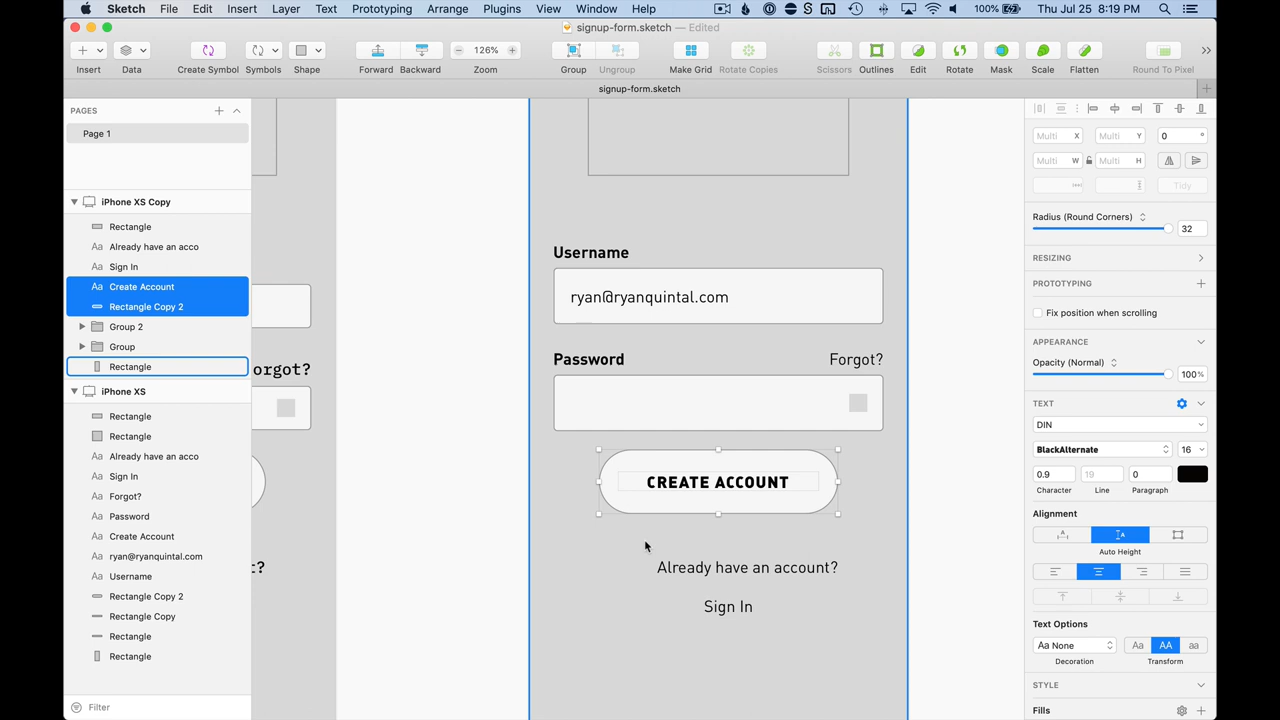 Sketch File Edit Insert Layer Text Prototyping Arrange Plugins View Window Help 100% Thu Jul 25 8:19 PM
signup-form.sketch — Edited
126%
Insert Data Create Symbol Symbols Shape Forward Backward Zoom Group Ungroup Make Grid Rotate Copies Scissors Outlines Edit Rotate Mask Scale Flatten Round To Pixel
signup-form.sketch
PAGES
Page 1
iPhone XS Copy
Rectangle
Already have an acco
Sign In
Create Account
Rectangle Copy 2
Group 2
Group
Rectangle
iPhone XS
Rectangle
Rectangle
Already have an acco
Sign In
Forgot?
Password
Create Account
ryan@ryanquintal.com
Username
Rectangle Copy 2
Rectangle Copy
Rectangle
Rectangle
Filter
orgot?
t?
Username
ryan@ryanquintal.com
Password Forgot?
CREATE ACCOUNT
Already have an account?
Sign In
Multi X Multi Y 0 °
Multi W Multi H
Tidy
Radius (Round Corners)
32
RESIZING
PROTOTYPING
Fix position when scrolling
APPEARANCE
Opacity (Normal)
100%
TEXT
DIN
BlackAlternate 16
0.9 19 0
Character Line Paragraph
Alignment
Auto Height
Text Options
Aa None Aa AA aa
Decoration Transform
STYLE
Fills